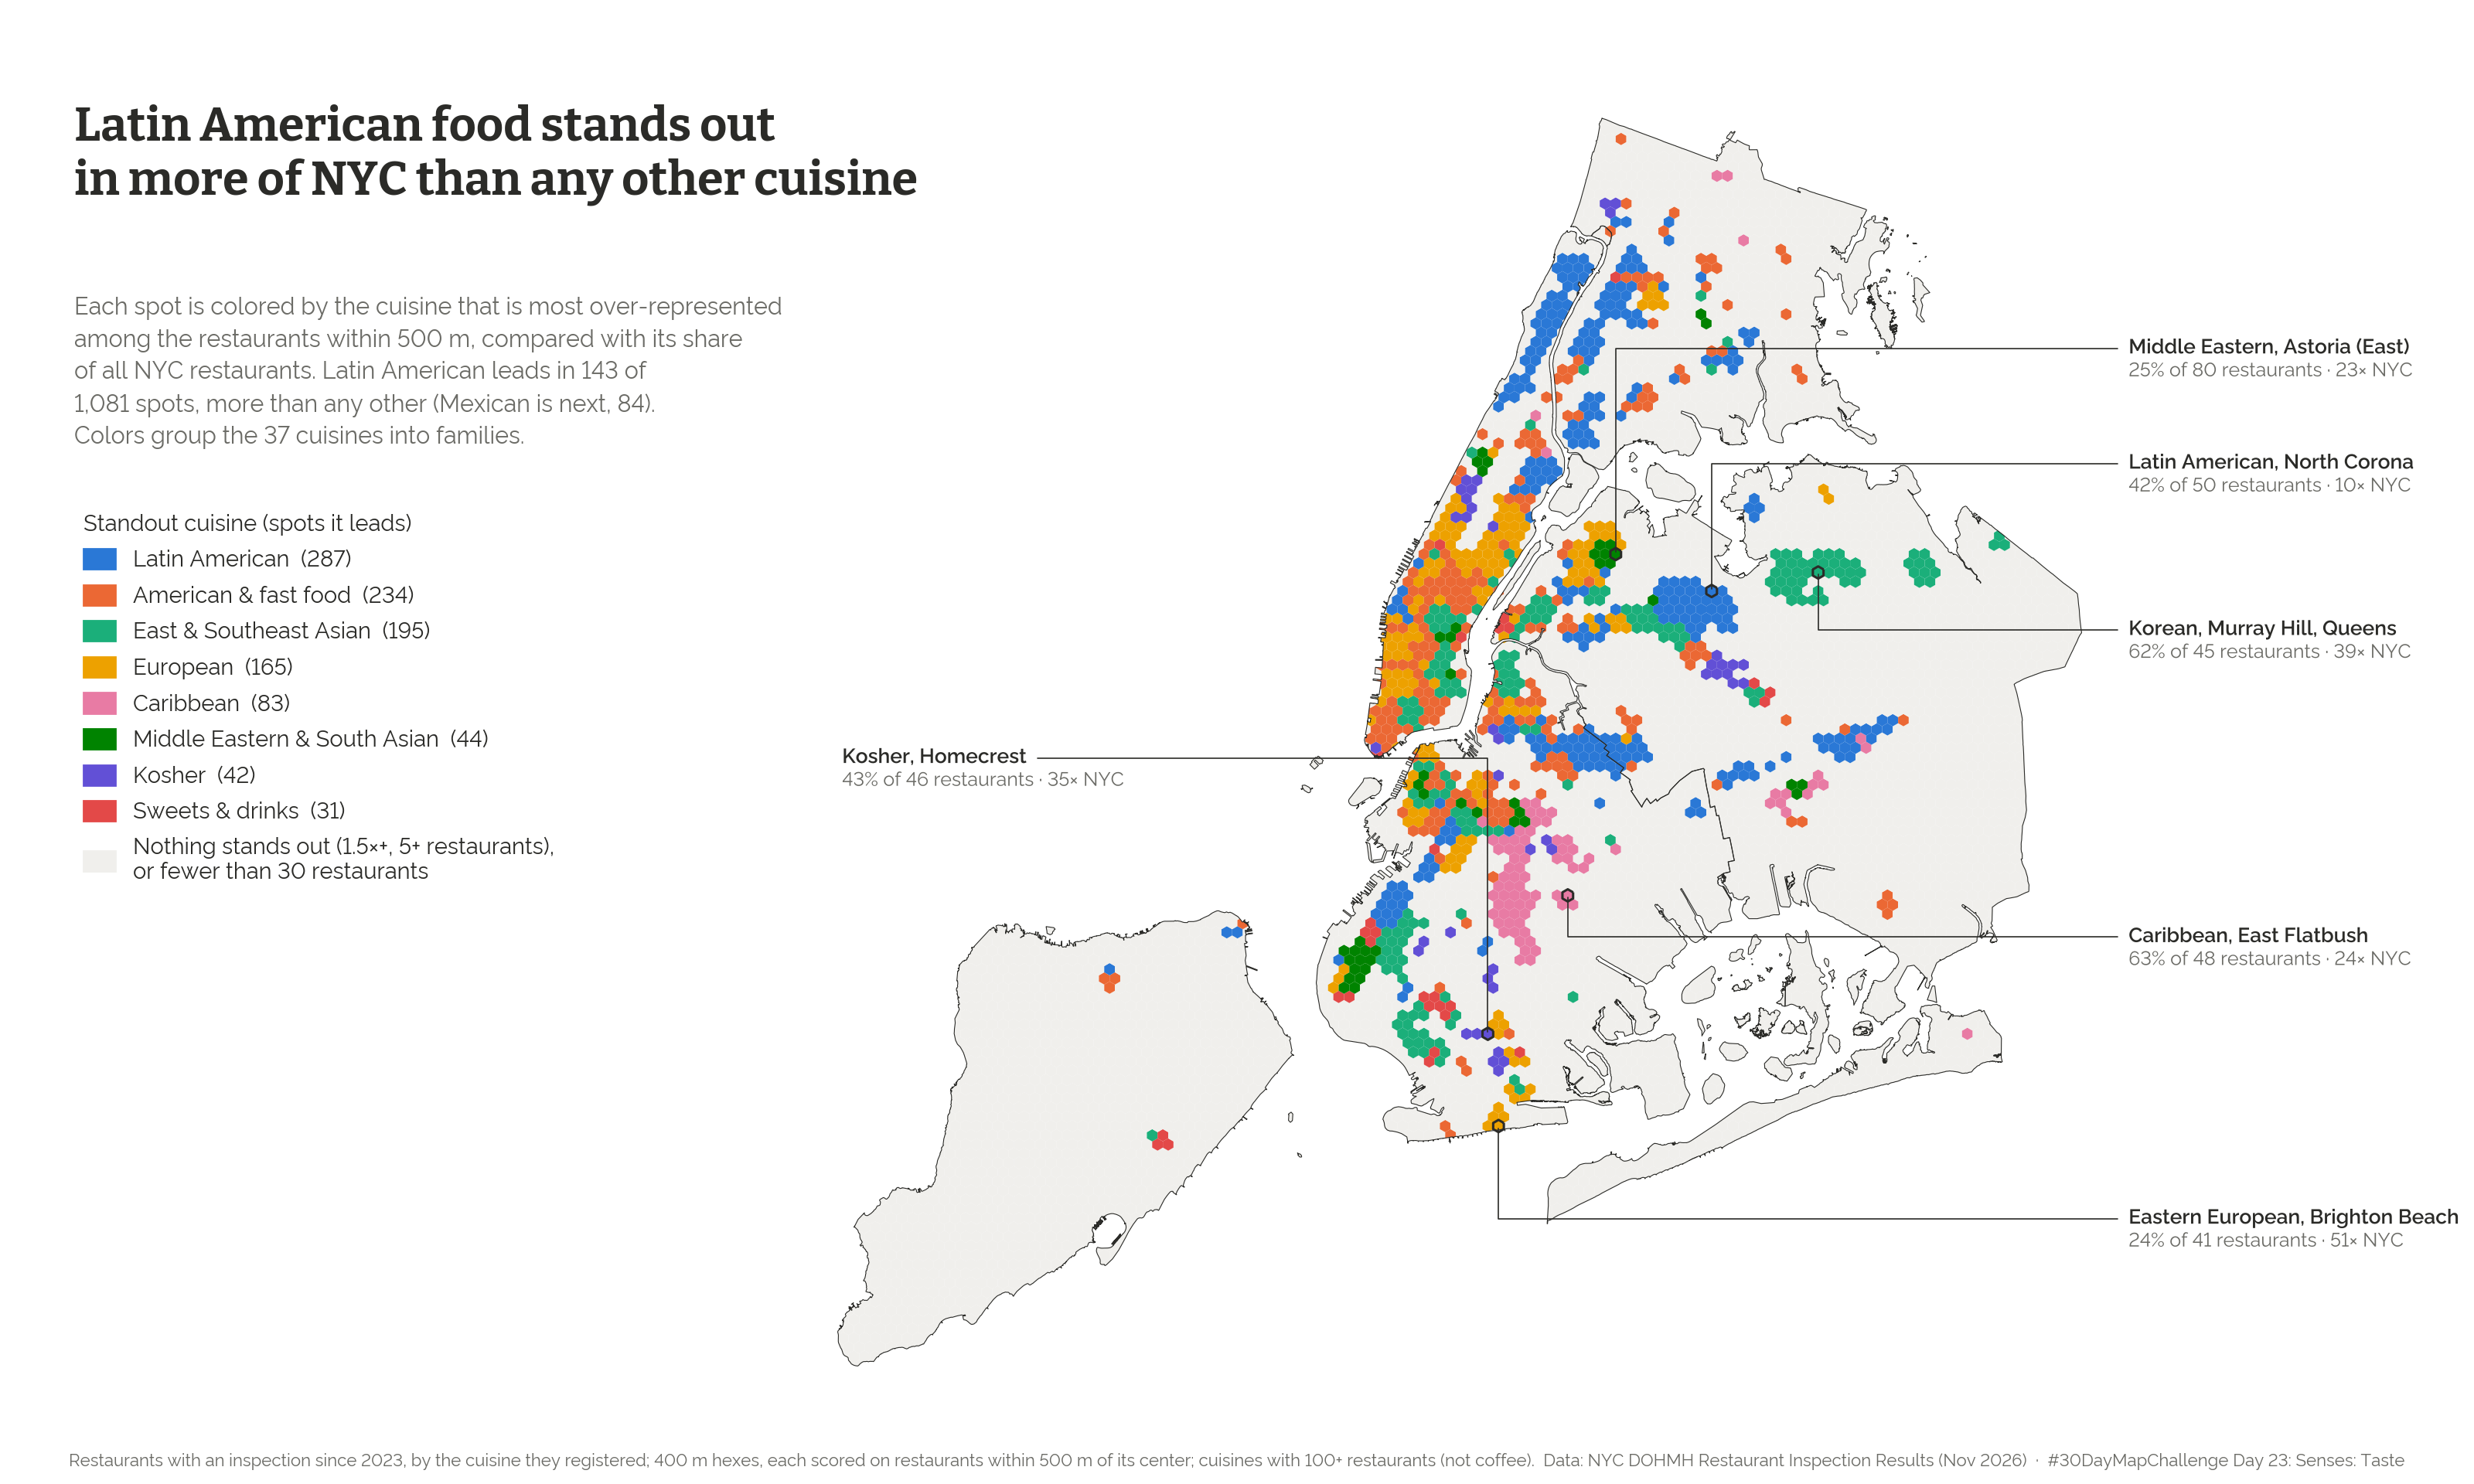 Latin American food stands out
in more of NYC than any other cuisine
Each spot is colored by the cuisine that is most over-represented
among the restaurants within 500 m, compared with its share
of all NYC restaurants. Latin American leads in 143 of
1,081 spots, more than any other (Mexican is next, 84).
Colors group the 37 cuisines into families.
Standout cuisine (spots it leads)
Latin American (287)
American & fast food (234)
East & Southeast Asian (195)
European (165)
Caribbean (83)
Middle Eastern & South Asian (44)
Kosher (42)
Sweets & drinks (31)
Nothing stands out (1.5×+, 5+ restaurants),
or fewer than 30 restaurants
Middle Eastern, Astoria (East)
25% of 80 restaurants · 23× NYC
Latin American, North Corona
42% of 50 restaurants · 10× NYC
Korean, Murray Hill, Queens
62% of 45 restaurants · 39× NYC
Kosher, Homecrest
43% of 46 restaurants · 35× NYC
Caribbean, East Flatbush
63% of 48 restaurants · 24× NYC
Eastern European, Brighton Beach
24% of 41 restaurants · 51× NYC
Restaurants with an inspection since 2023, by the cuisine they registered; 400 m hexes, each scored on restaurants within 500 m of its center; cuisines with 100+ restaurants (not coffee). Data: NYC DOHMH Restaurant Inspection Results (Nov 2026) · #30DayMapChallenge Day 23: Senses: Taste